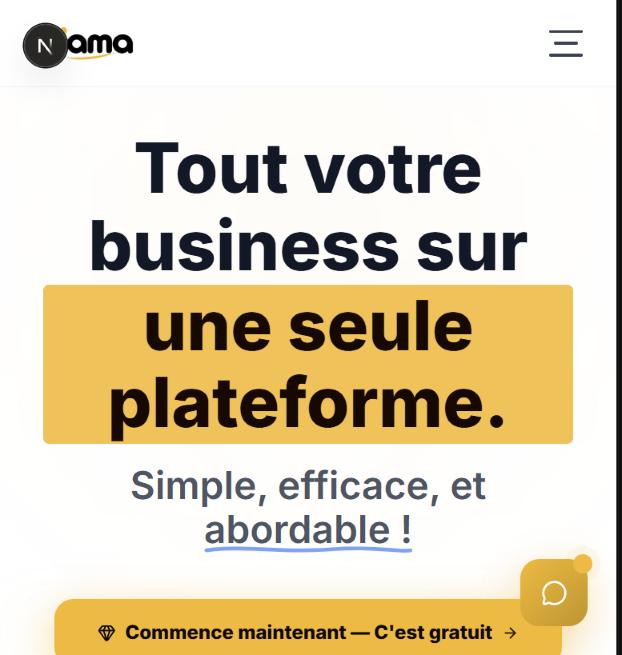 N
ama
Tout votre
business sur
une seule
plateforme.
Simple, efficace, et
abordable !
Commence maintenant — C'est gratuit →